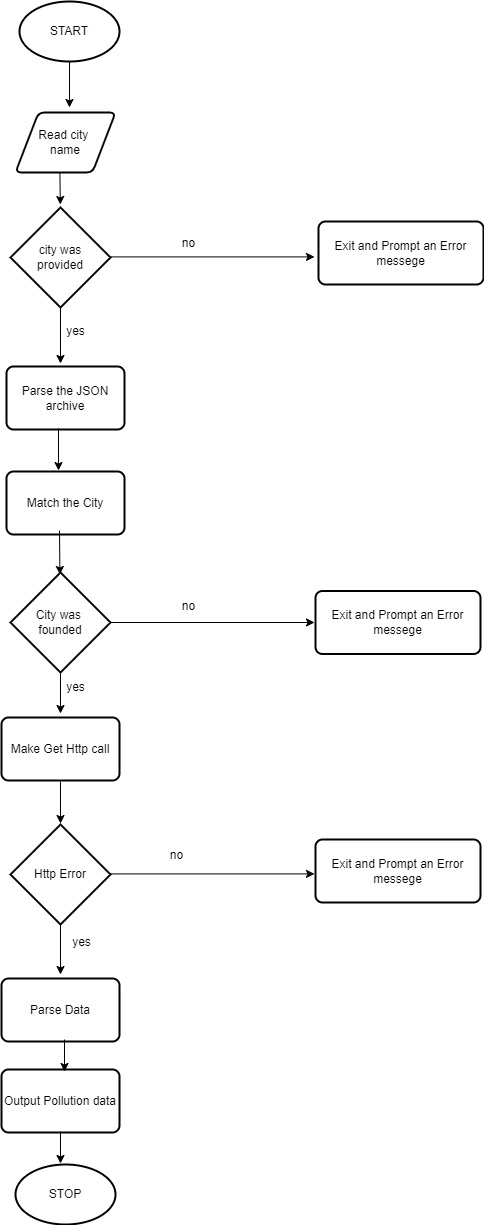 START
Read city
name
city was
provided
no
Exit and Prompt an Error
messege
yes
Parse the JSON
archive
Match the City
City was
founded
no
Exit and Prompt an Error
messege
yes
Make Get Http call
Http Error
no
Exit and Prompt an Error
messege
yes
Parse Data
Output Pollution data
STOP